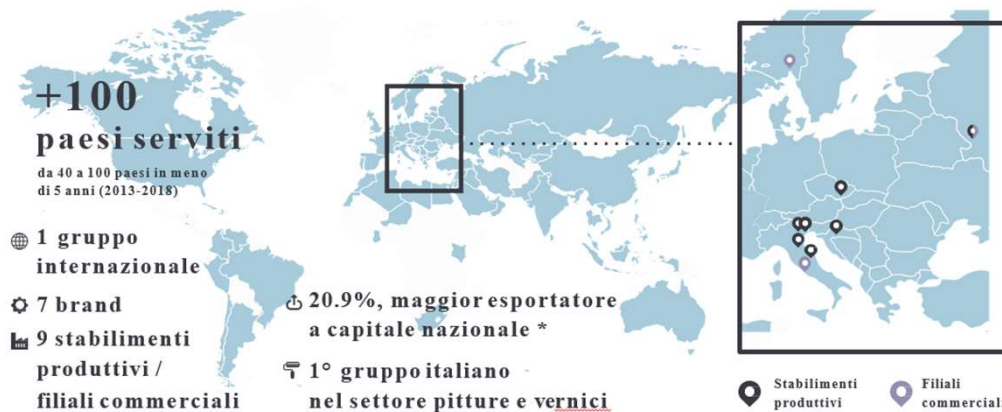 +100
paesi serviti
da 40 a 100 paesi in meno
di 5 anni (2013-2018)
1 gruppo
internazionale
7 brand
9 stabilimenti
produttivi /
filiali commerciali
20.9%, maggior esportatore
a capitale nazionale *
1° gruppo italiano
nel settore pitture e vernici
Stabilimenti
produttivi
Filiali
commerciali